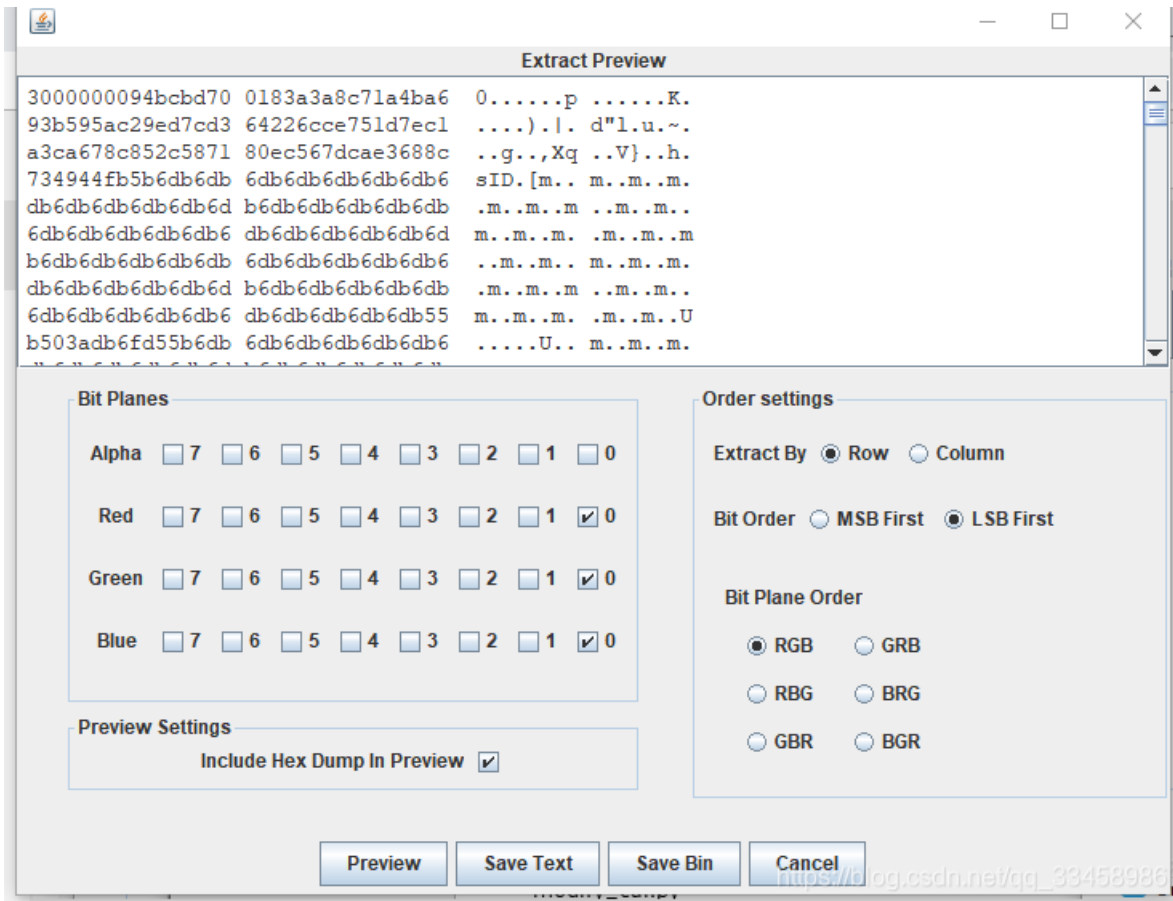 Extract Preview
3000000094bcbd70 0183a3a8c71a4ba6 0......p ......K.
93b595ac29ed7cd3 64226cce751d7ec1 ....).|. d"l.u.~.
a3ca678c852c5871 80ec567dcae3688c ..g..,Xq ..V}..h.
734944fb5b6db6db 6db6db6db6db6db6 sID.[m.. m..m..m.
db6db6db6db6db6d b6db6db6db6db6db .m..m..m ..m..m..
6db6db6db6db6db6 db6db6db6db6db6d m..m..m. .m..m..m
b6db6db6db6db6db 6db6db6db6db6db6 ..m..m.. m..m..m.
db6db6db6db6db6d b6db6db6db6db6db .m..m..m ..m..m..
6db6db6db6db6db6 db6db6db6db6db55 m..m..m. .m..m..U
b503adb6fd55b6db 6db6db6db6db6db6 .....U.. m..m..m.
Bit Planes
Alpha 7 6 5 4 3 2 1 0
Red 7 6 5 4 3 2 1 0
Green 7 6 5 4 3 2 1 0
Blue 7 6 5 4 3 2 1 0
Preview Settings
Include Hex Dump In Preview
Order settings
Extract By Row Column
Bit Order MSB First LSB First
Bit Plane Order
RGB GRB
RBG BRG
GBR BGR
Preview Save Text Save Bin Cancel
https://blog.csdn.net/qq_33458986